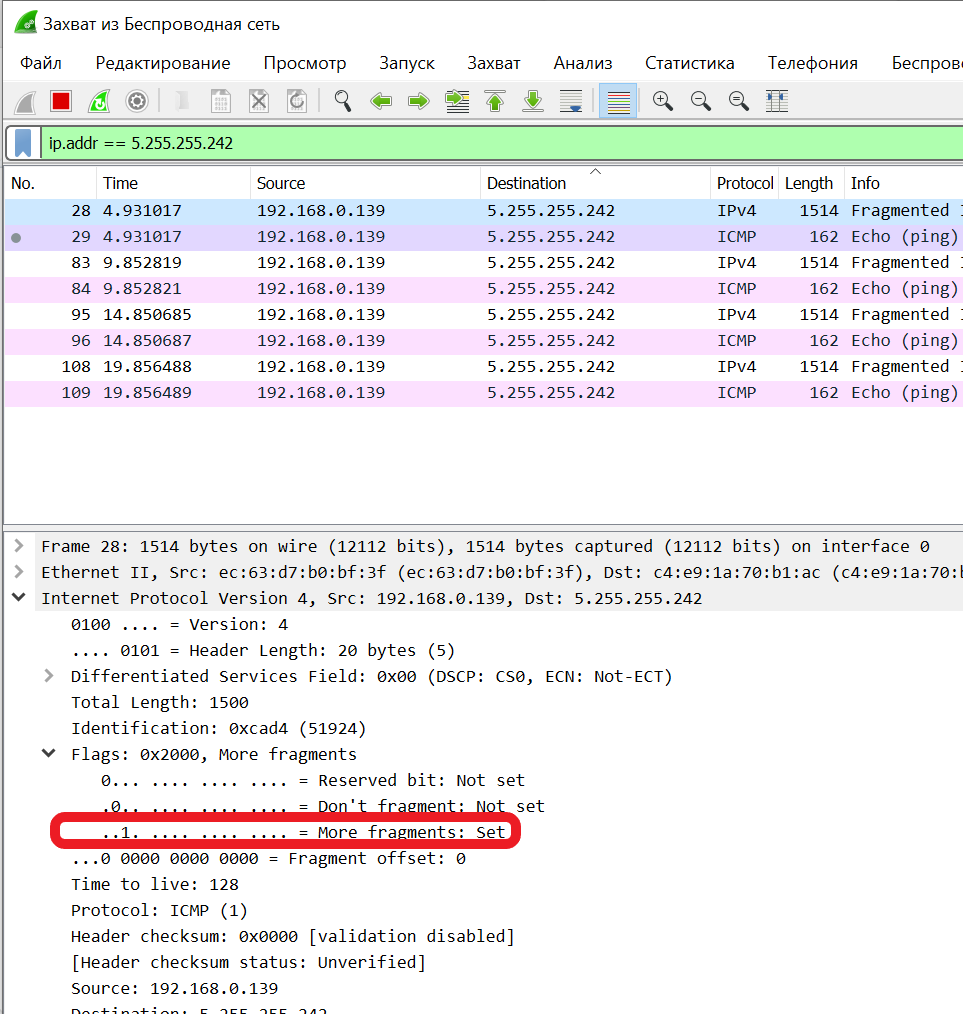 Захват из Беспроводная сеть
Файл Редактирование Просмотр Запуск Захват Анализ Статистика Телефония Беспров
ip.addr == 5.255.255.242
No. Time Source Destination Protocol Length Info
28 4.931017 192.168.0.139 5.255.255.242 IPv4 1514 Fragmented
29 4.931017 192.168.0.139 5.255.255.242 ICMP 162 Echo (ping)
83 9.852819 192.168.0.139 5.255.255.242 IPv4 1514 Fragmented
84 9.852821 192.168.0.139 5.255.255.242 ICMP 162 Echo (ping)
95 14.850685 192.168.0.139 5.255.255.242 IPv4 1514 Fragmented
96 14.850687 192.168.0.139 5.255.255.242 ICMP 162 Echo (ping)
108 19.856488 192.168.0.139 5.255.255.242 IPv4 1514 Fragmented
109 19.856489 192.168.0.139 5.255.255.242 ICMP 162 Echo (ping)
Frame 28: 1514 bytes on wire (12112 bits), 1514 bytes captured (12112 bits) on interface 0
Ethernet II, Src: ec:63:d7:b0:bf:3f (ec:63:d7:b0:bf:3f), Dst: c4:e9:1a:70:b1:ac (c4:e9:1a:70:b
Internet Protocol Version 4, Src: 192.168.0.139, Dst: 5.255.255.242
0100 .... = Version: 4
.... 0101 = Header Length: 20 bytes (5)
Differentiated Services Field: 0x00 (DSCP: CS0, ECN: Not-ECT)
Total Length: 1500
Identification: 0xcad4 (51924)
Flags: 0x2000, More fragments
0... .... .... .... = Reserved bit: Not set
.0.. .... .... .... = Don't fragment: Not set
..1. .... .... .... = More fragments: Set
...0 0000 0000 0000 = Fragment offset: 0
Time to live: 128
Protocol: ICMP (1)
Header checksum: 0x0000 [validation disabled]
[Header checksum status: Unverified]
Source: 192.168.0.139
Destination: 5.255.255.242